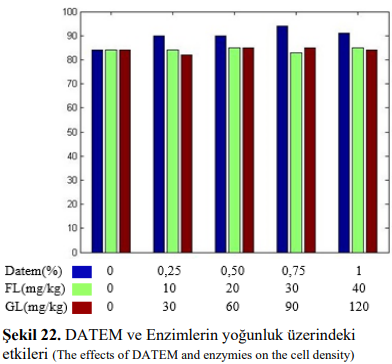 100
90
80
70
60
50
40
30
20
10
0
Datem(%) 0 0,25 0,50 0,75 1
FL(mg/kg) 0 10 20 30 40
GL(mg/kg) 0 30 60 90 120
Şekil 22. DATEM ve Enzimlerin yoğunluk üzerindeki
etkileri (The effects of DATEM and enzymies on the cell density)